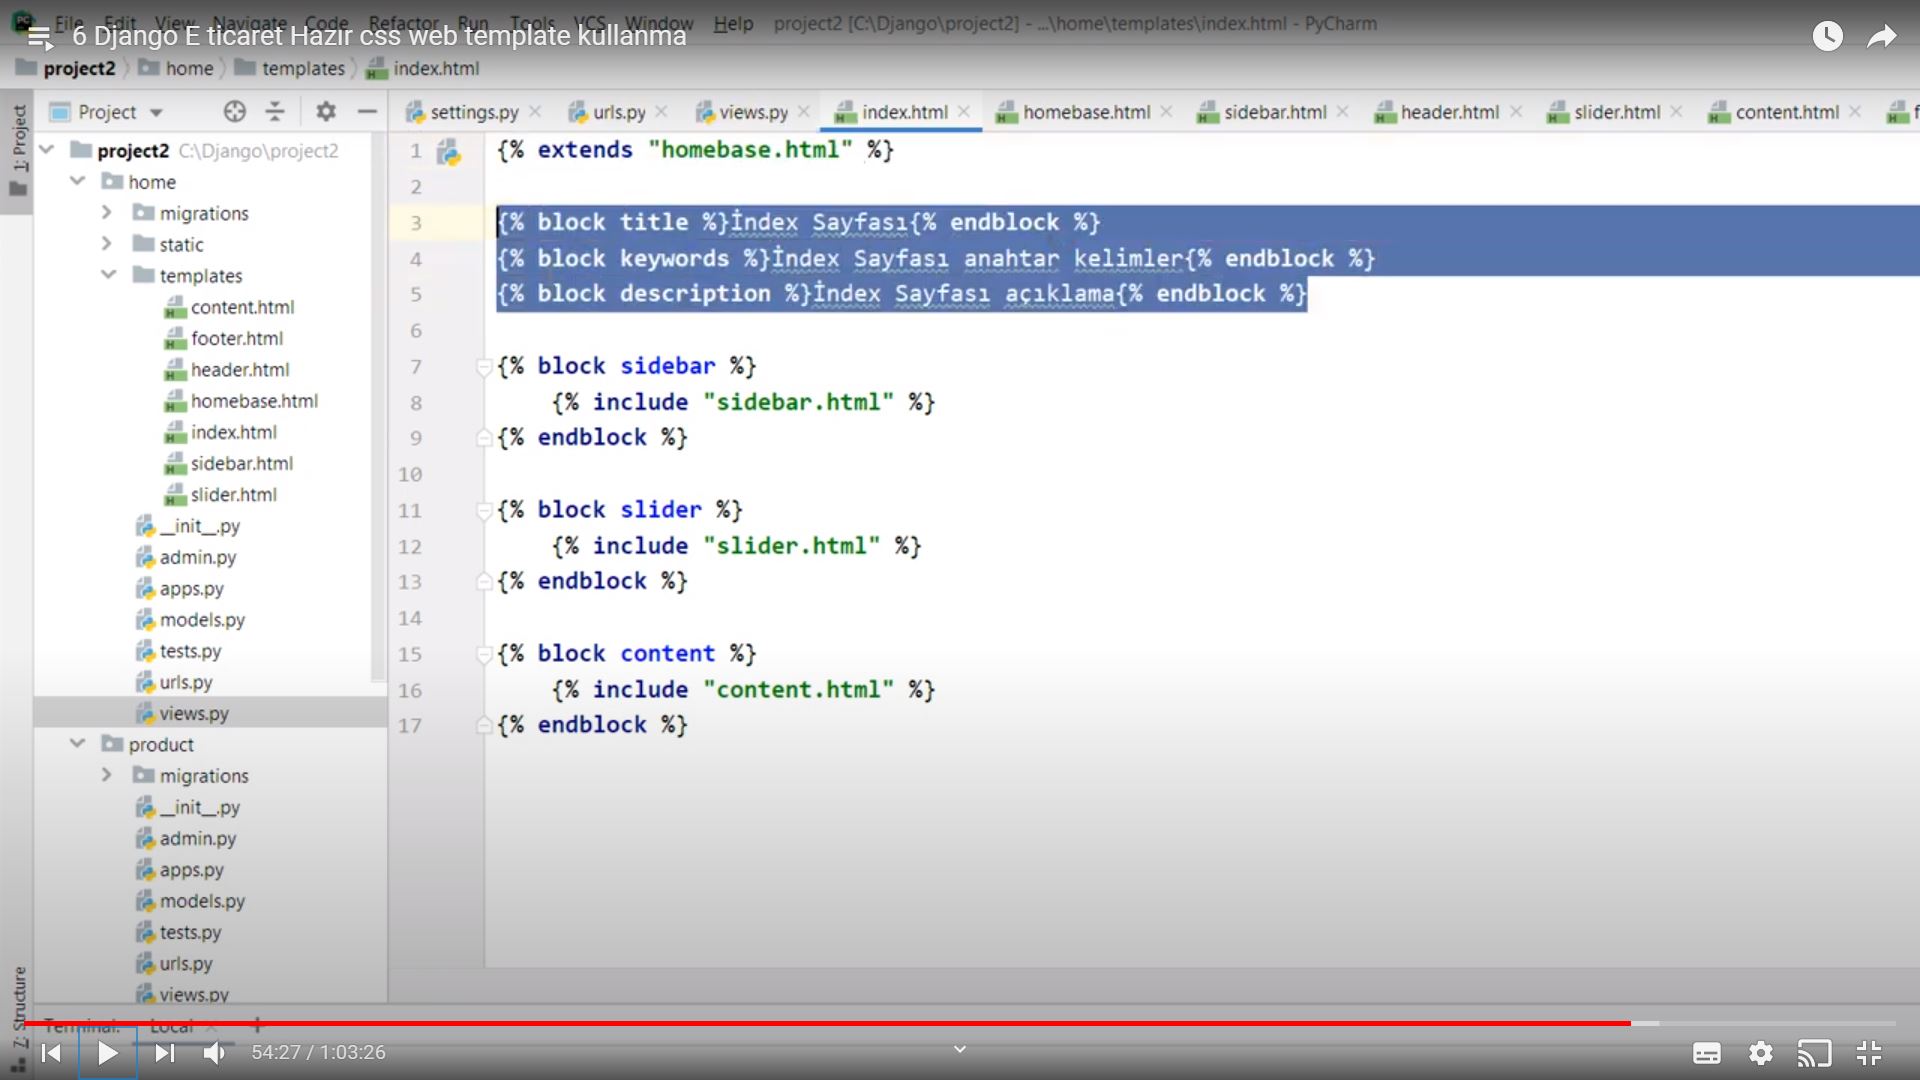 File Edit View Navigate Code Refactor Run Tools VCS Window Help project2 [C:\Django\project2] - ...\home\templates\index.html - PyCharm
6 Django E ticaret Hazir css web template kullanma
project2 home templates index.html
1: Project
Project
settings.py urls.py views.py index.html homebase.html sidebar.html header.html slider.html content.html f
project2 C:\Django\project2
home
migrations
static
templates
content.html
footer.html
header.html
homebase.html
index.html
sidebar.html
slider.html
__init__.py
admin.py
apps.py
models.py
tests.py
urls.py
views.py
product
migrations
__init__.py
admin.py
apps.py
models.py
tests.py
urls.py
views.py
1 {% extends "homebase.html" %}
2
3 {% block title %}İndex Sayfası{% endblock %}
4 {% block keywords %}İndex Sayfası anahtar kelimler{% endblock %}
5 {% block description %}İndex Sayfası açıklama{% endblock %}
6
7 {% block sidebar %}
8 {% include "sidebar.html" %}
9 {% endblock %}
10
11 {% block slider %}
12 {% include "slider.html" %}
13 {% endblock %}
14
15 {% block content %}
16 {% include "content.html" %}
17 {% endblock %}
Z: Structure
Terminal: Local +
54:27 / 1:03:26